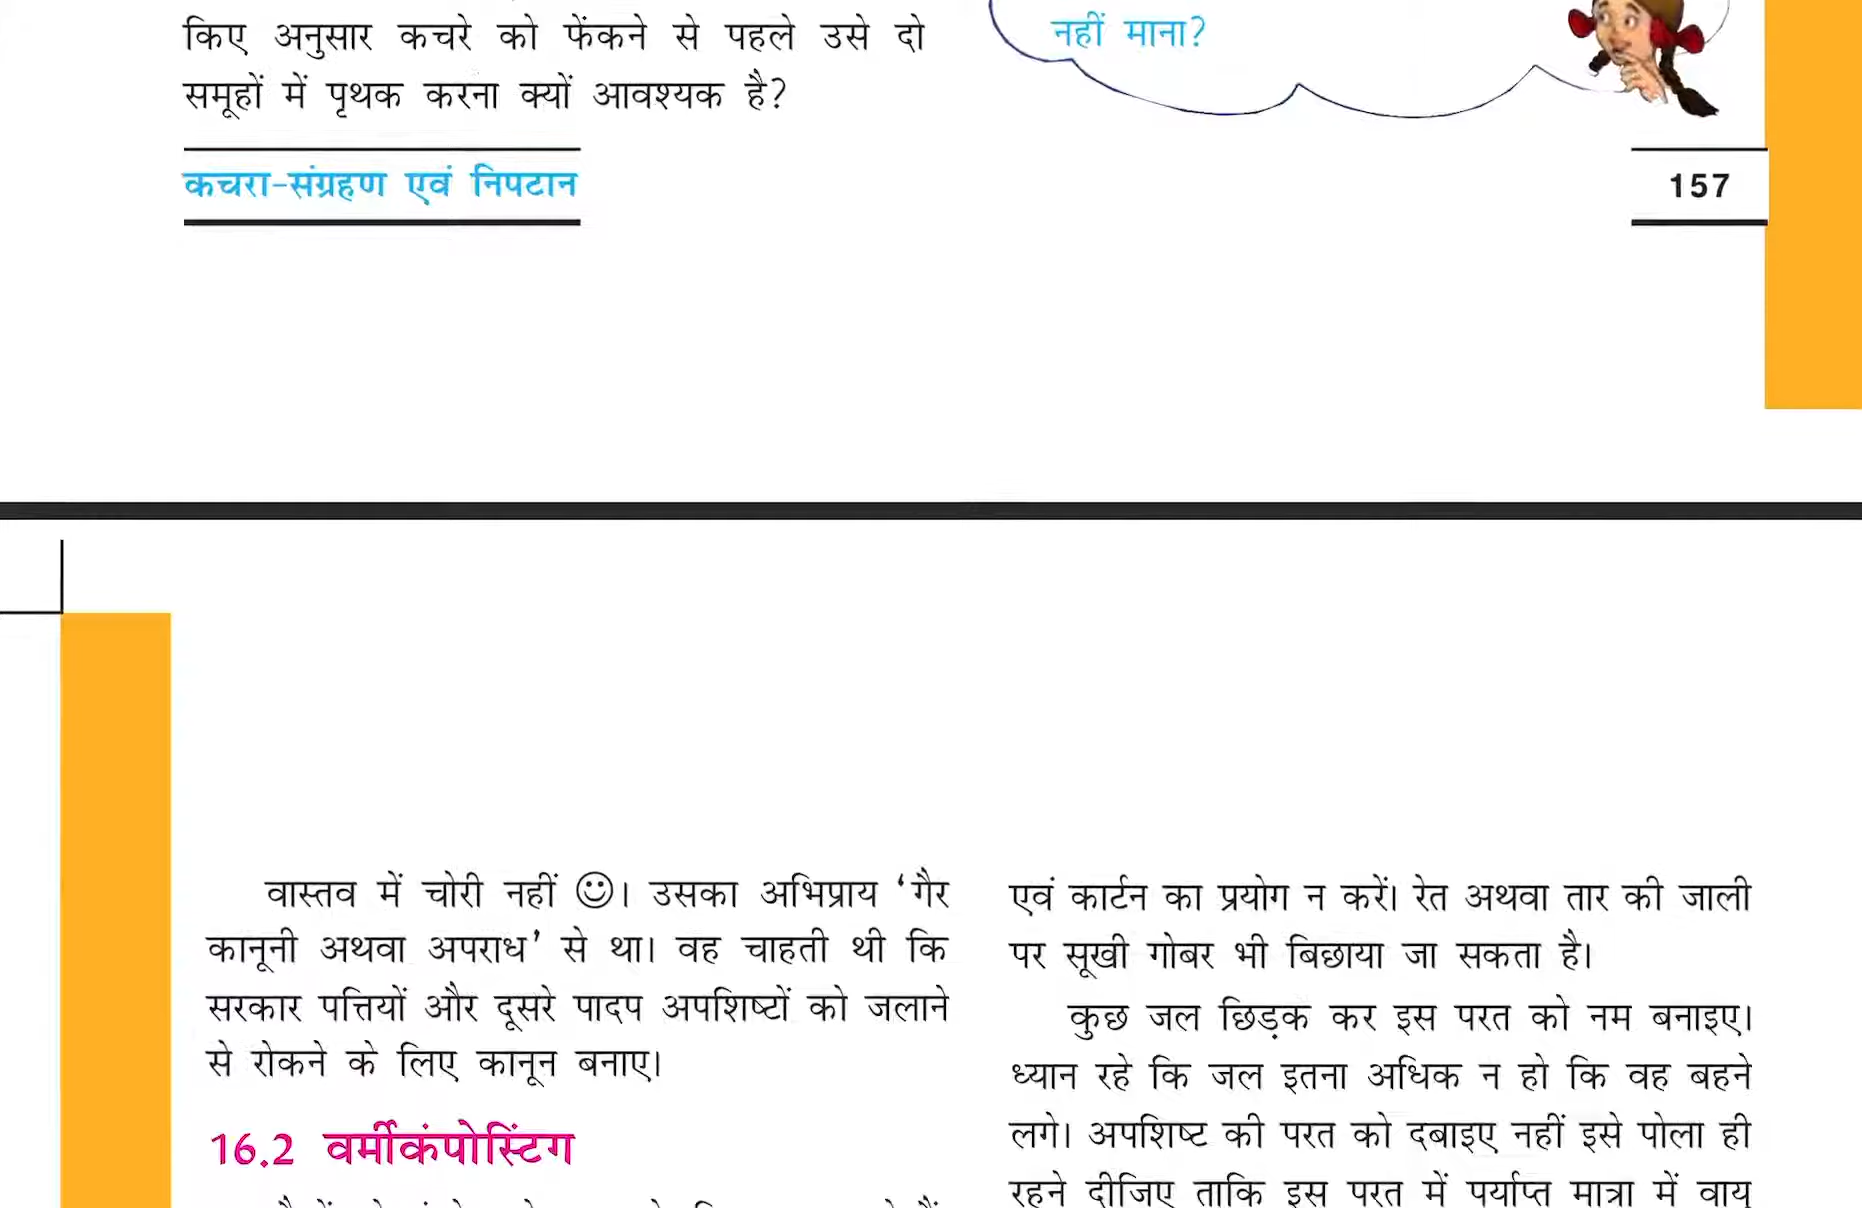 किए अनुसार कचरे को फेंकने से पहले उसे दो
समूहों में पृथक करना क्यों आवश्यक है?
नहीं माना?
कचरा-संग्रहण एवं निपटान
157
वास्तव में चोरी नहीं ☺। उसका अभिप्राय ‘गैर
कानूनी अथवा अपराध’ से था। वह चाहती थी कि
सरकार पत्तियों और दूसरे पादप अपशिष्टों को जलाने
से रोकने के लिए कानून बनाए।
16.2 वर्मीकंपोस्टिंग
एवं कार्टन का प्रयोग न करें। रेत अथवा तार की जाली
पर सूखी गोबर भी बिछाया जा सकता है।
कुछ जल छिड़क कर इस परत को नम बनाइए।
ध्यान रहे कि जल इतना अधिक न हो कि वह बहने
लगे। अपशिष्ट की परत को दबाइए नहीं इसे पोला ही
रहने दीजिए ताकि इस परत में पर्याप्त मात्रा में वायु